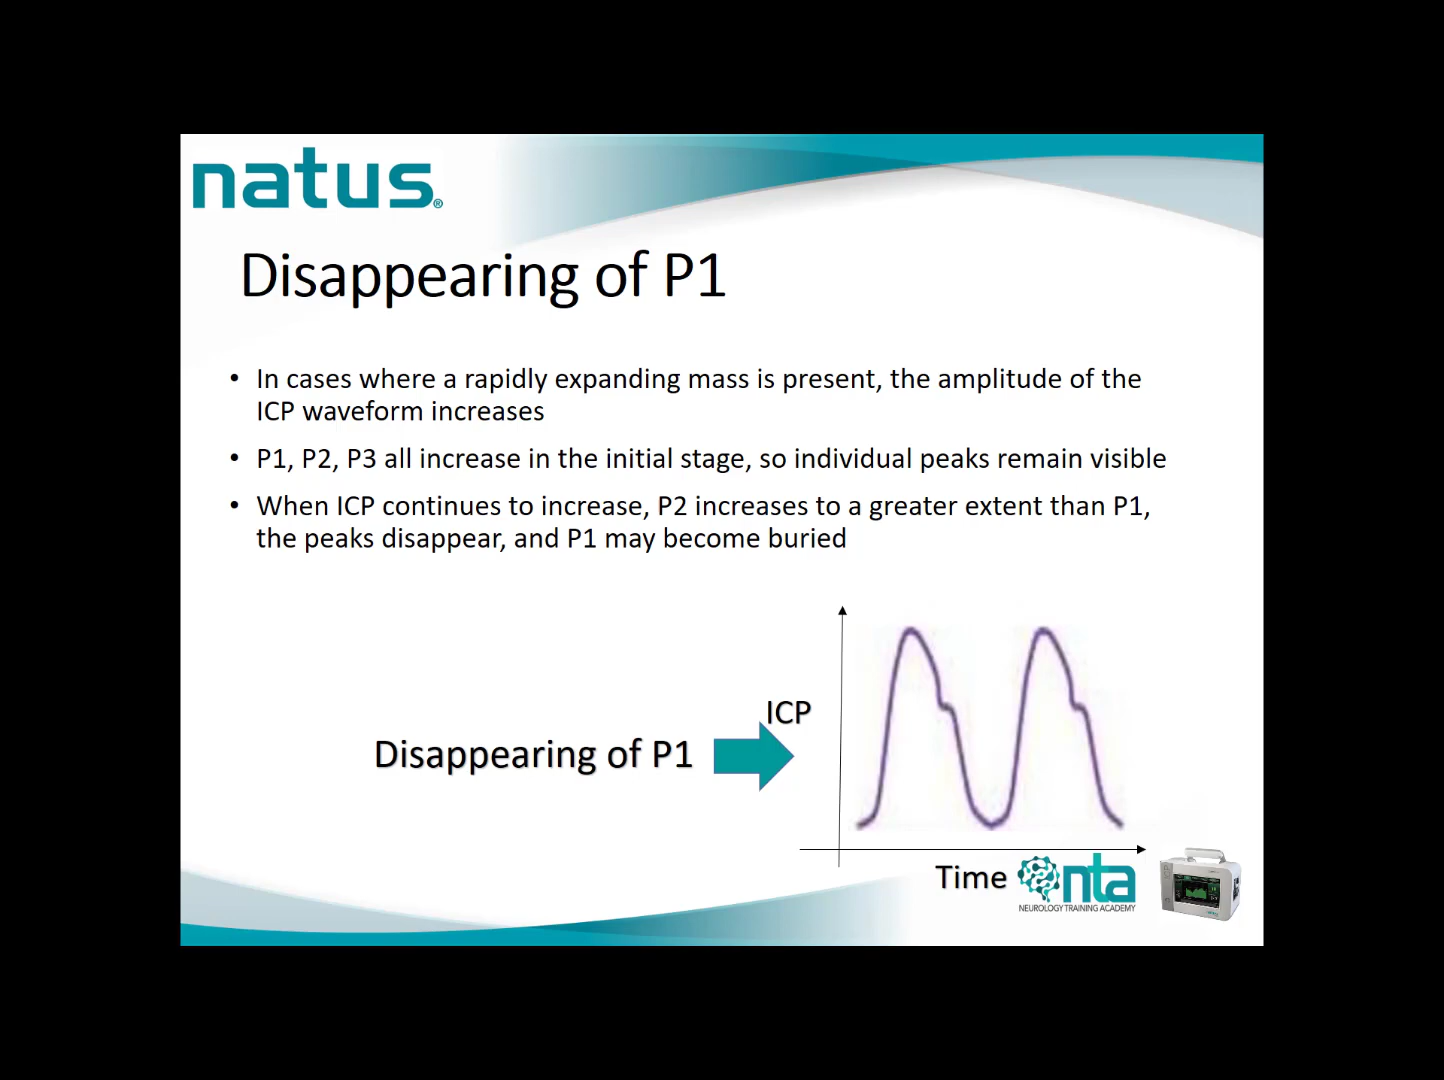 natus®
Disappearing of P1
• In cases where a rapidly expanding mass is present, the amplitude of the
ICP waveform increases
• P1, P2, P3 all increase in the initial stage, so individual peaks remain visible
• When ICP continues to increase, P2 increases to a greater extent than P1,
the peaks disappear, and P1 may become buried
ICP
Disappearing of P1
Time
nta
NEUROLOGY TRAINING ACADEMY